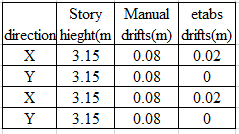 Story Manual etabs
direction hieght(m drifts(m) drifts(m)
X 3.15 0.08 0.02
Y 3.15 0.08 0
X 3.15 0.08 0.02
Y 3.15 0.08 0